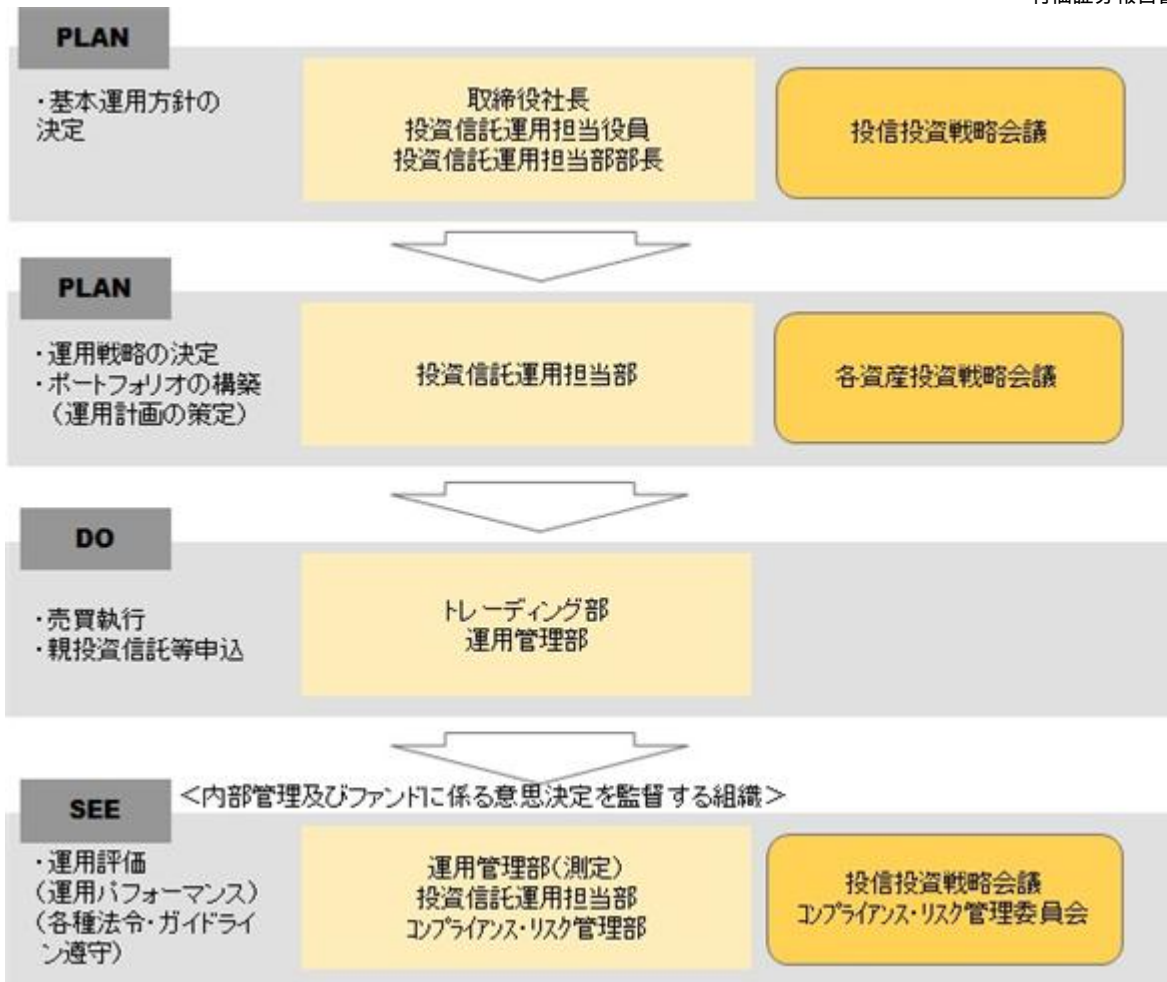 PLAN
・基本運用方針の
決定
取締役社長
投資信託運用担当役員
投資信託運用担当部部長
投信投資戦略会議
PLAN
・運用戦略の決定
・ポートフォリオの構築
（運用計画の策定）
投資信託運用担当部
各資産投資戦略会議
DO
・売買執行
・親投資信託等申込
トレーディング部
運用管理部
SEE
＜内部管理及びファンドに係る意思決定を監督する組織＞
・運用評価
（運用パフォーマンス）
（各種法令・ガイドライ
ン遵守）
運用管理部（測定）
投資信託運用担当部
コンプライアンス・リスク管理部
投信投資戦略会議
コンプライアンス・リスク管理委員会